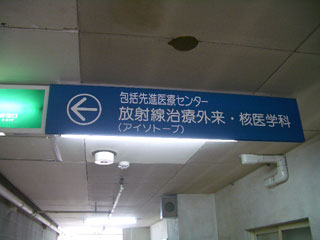 包括先進医療センター
放射線治療外来・核医学科
(アイソトープ)